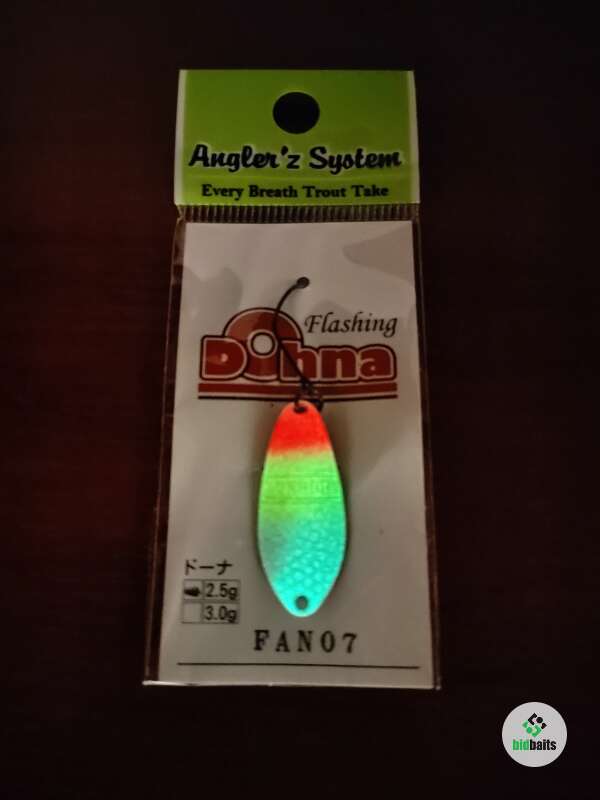 Angler'z System
Every Breath Trout Take
Flashing
Dohna
ドーナ
2.5g
3.0g
FAN07
bidbaits